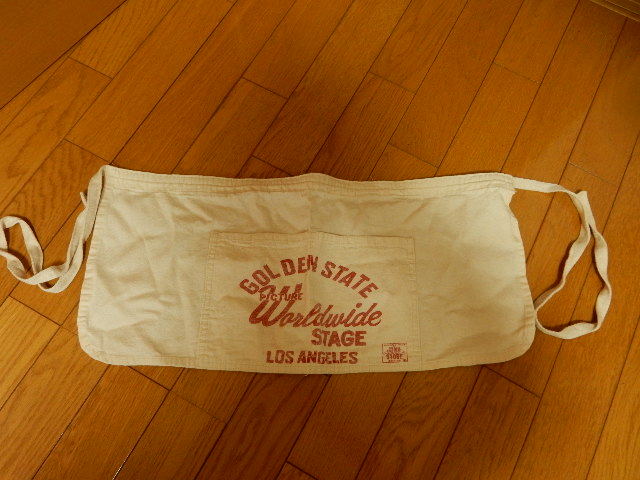 GOLDEN STATE
PICTURE
Worldwide
STAGE
LOS ANGELES